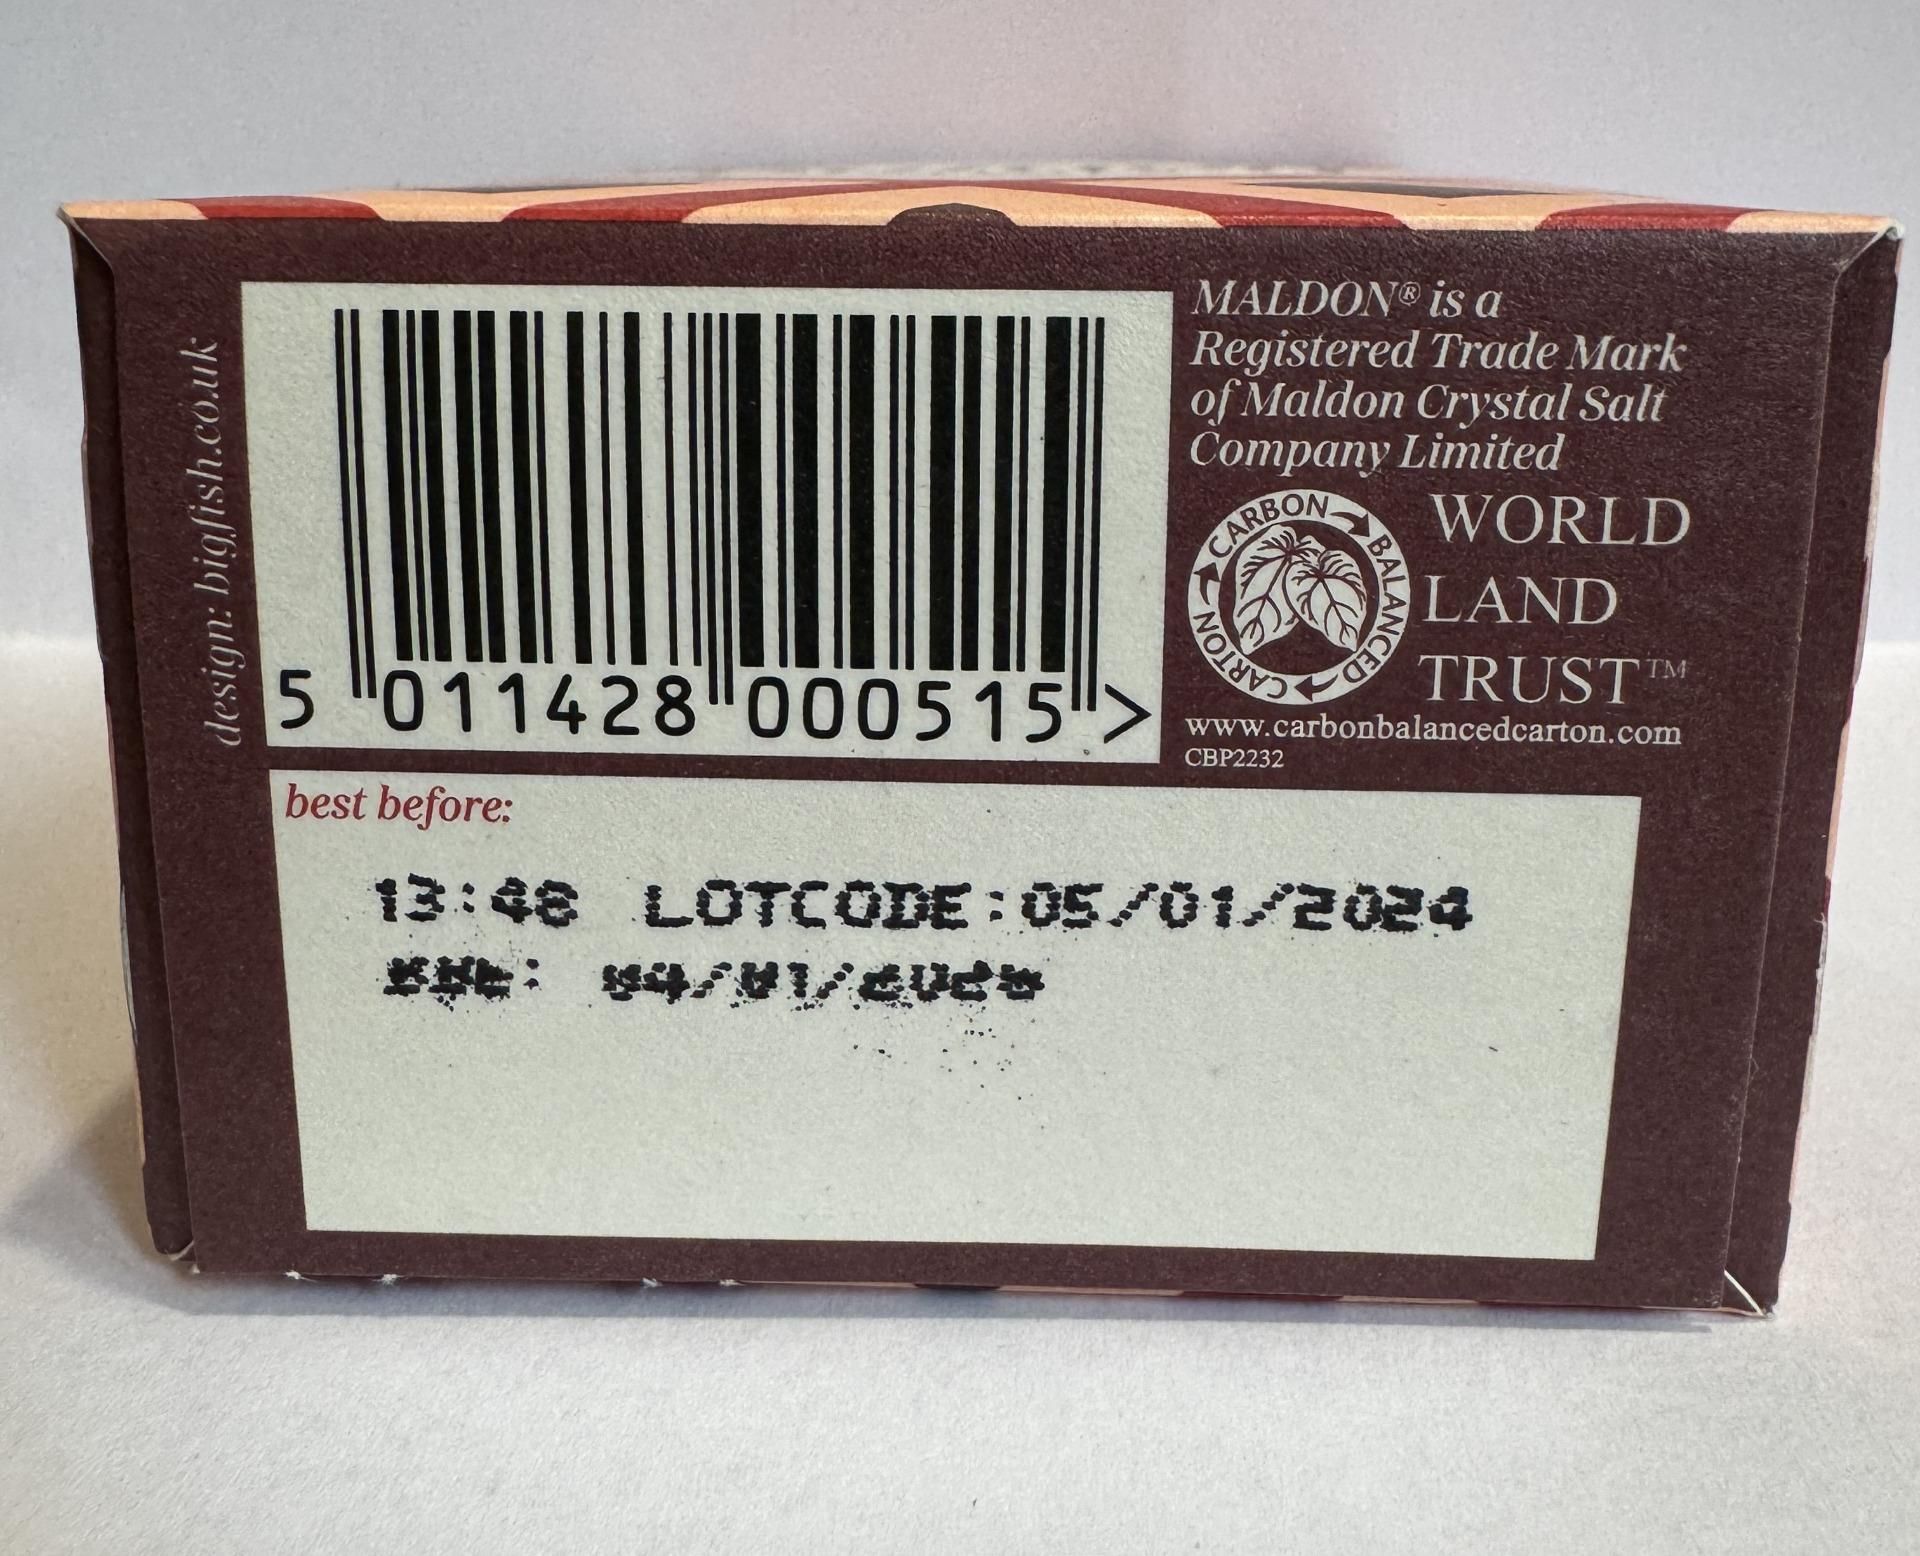 MALDON® is a
Registered Trade Mark
of Maldon Crystal Salt
Company Limited
CARBON BALANCED CARTON
WORLD
LAND
TRUST™
www.carbonbalancedcarton.com
CBP2232
design: bigfish.co.uk
5 011428 000515 >
best before:
13:48 LOTCODE:05/01/2024
BBE: